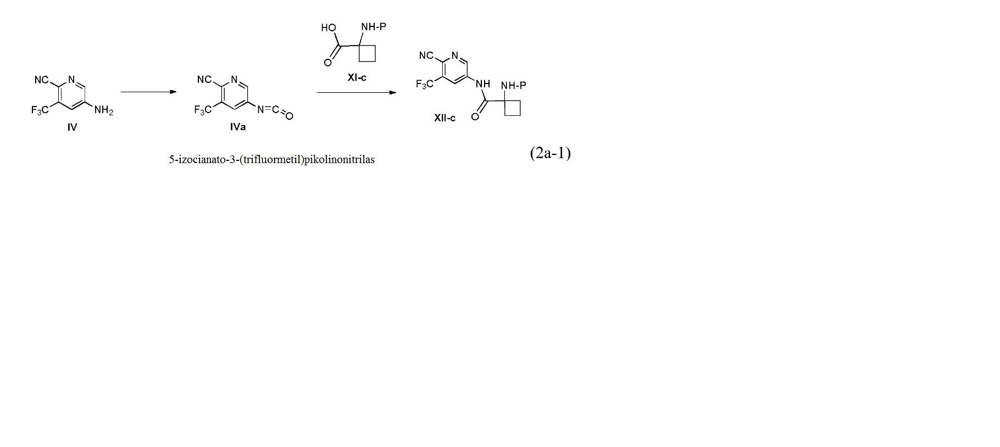 HO NH-P
O
XI-c
NC N
F₃C NH₂
IV
NC N
F₃C N=C=O
IVa
NC N
F₃C NH NH-P
O
XII-c
5-izocianato-3-(trifluormetil)pikolinonitrilas
(2a-1)